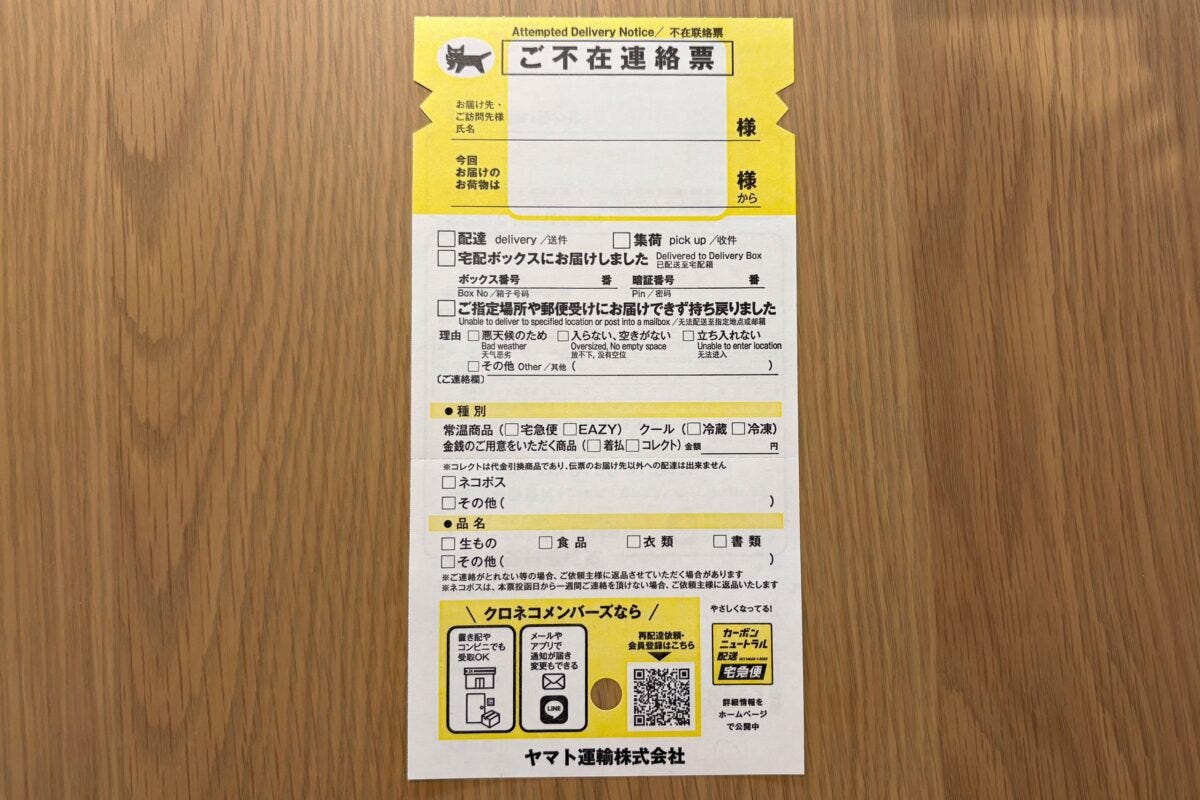 Attempted Delivery Notice／ 不在联络票
ご不在連絡票
お届け先・
ご訪問先様
氏名
様
今回
お届けの
お荷物は
様
から
□配達 delivery ／送件 □集荷 pick up ／收件
□宅配ボックスにお届けしました Delivered to Delivery Box
已配送至宅配箱
ボックス番号 番 暗証番号 番
Box No ／箱子号码 Pin ／密码
□ご指定場所や郵便受けにお届けできず持ち戻りました
Unable to deliver to specified location or post into a mailbox ／无法配送至指定地点或邮箱
理由 □悪天候のため □入らない、空きがない □立ち入れない
Bad weather Oversized, No empty space Unable to enter location
天气恶劣 放不下, 没有空位 无法进入
□その他 Other ／其他 ( )
〔ご連絡欄〕
●種別
常温商品 (□宅急便 □EAZY) クール (□冷蔵 □冷凍)
金銭のご用意をいただく商品 (□着払□コレクト) 金額 円
※コレクトは代金引換商品であり、伝票のお届け先以外への配達は出来ません
□ネコポス
□その他( )
●品名
□生もの □食品 □衣類 □書類
□その他( )
※ご連絡がとれない等の場合、ご依頼主様に返品させていただく場合があります
※ネコポスは、本票投函日から一週間ご連絡を頂けない場合、ご依頼主様に返品いたします
\ クロネコメンバーズなら /
置き配や
コンビニでも
受取OK
メールや
アプリで
通知が届き
変更もできる
LINE
再配達依頼・
会員登録はこちら
やさしくなってる!
カーボン
ニュートラル
配送
宅急便
詳細情報を
ホームページ
で公開中
ヤマト運輸株式会社